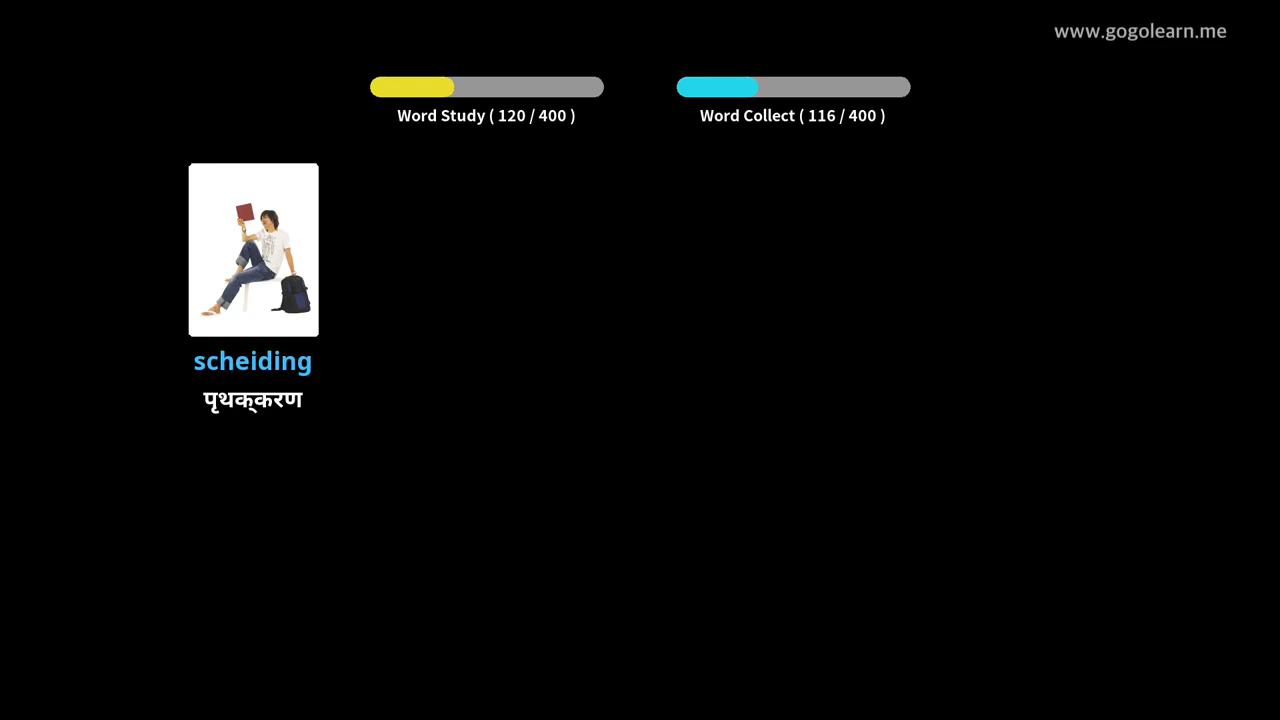 www.gogolearn.me
Word Study ( 120 / 400 )
Word Collect ( 116 / 400 )
scheiding
पृथक्करण